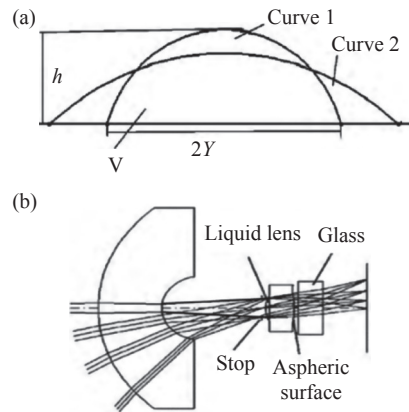 (a)
Curve 1
Curve 2
h
V
2Y
(b)
Liquid lens
Glass
Stop
Aspheric
surface